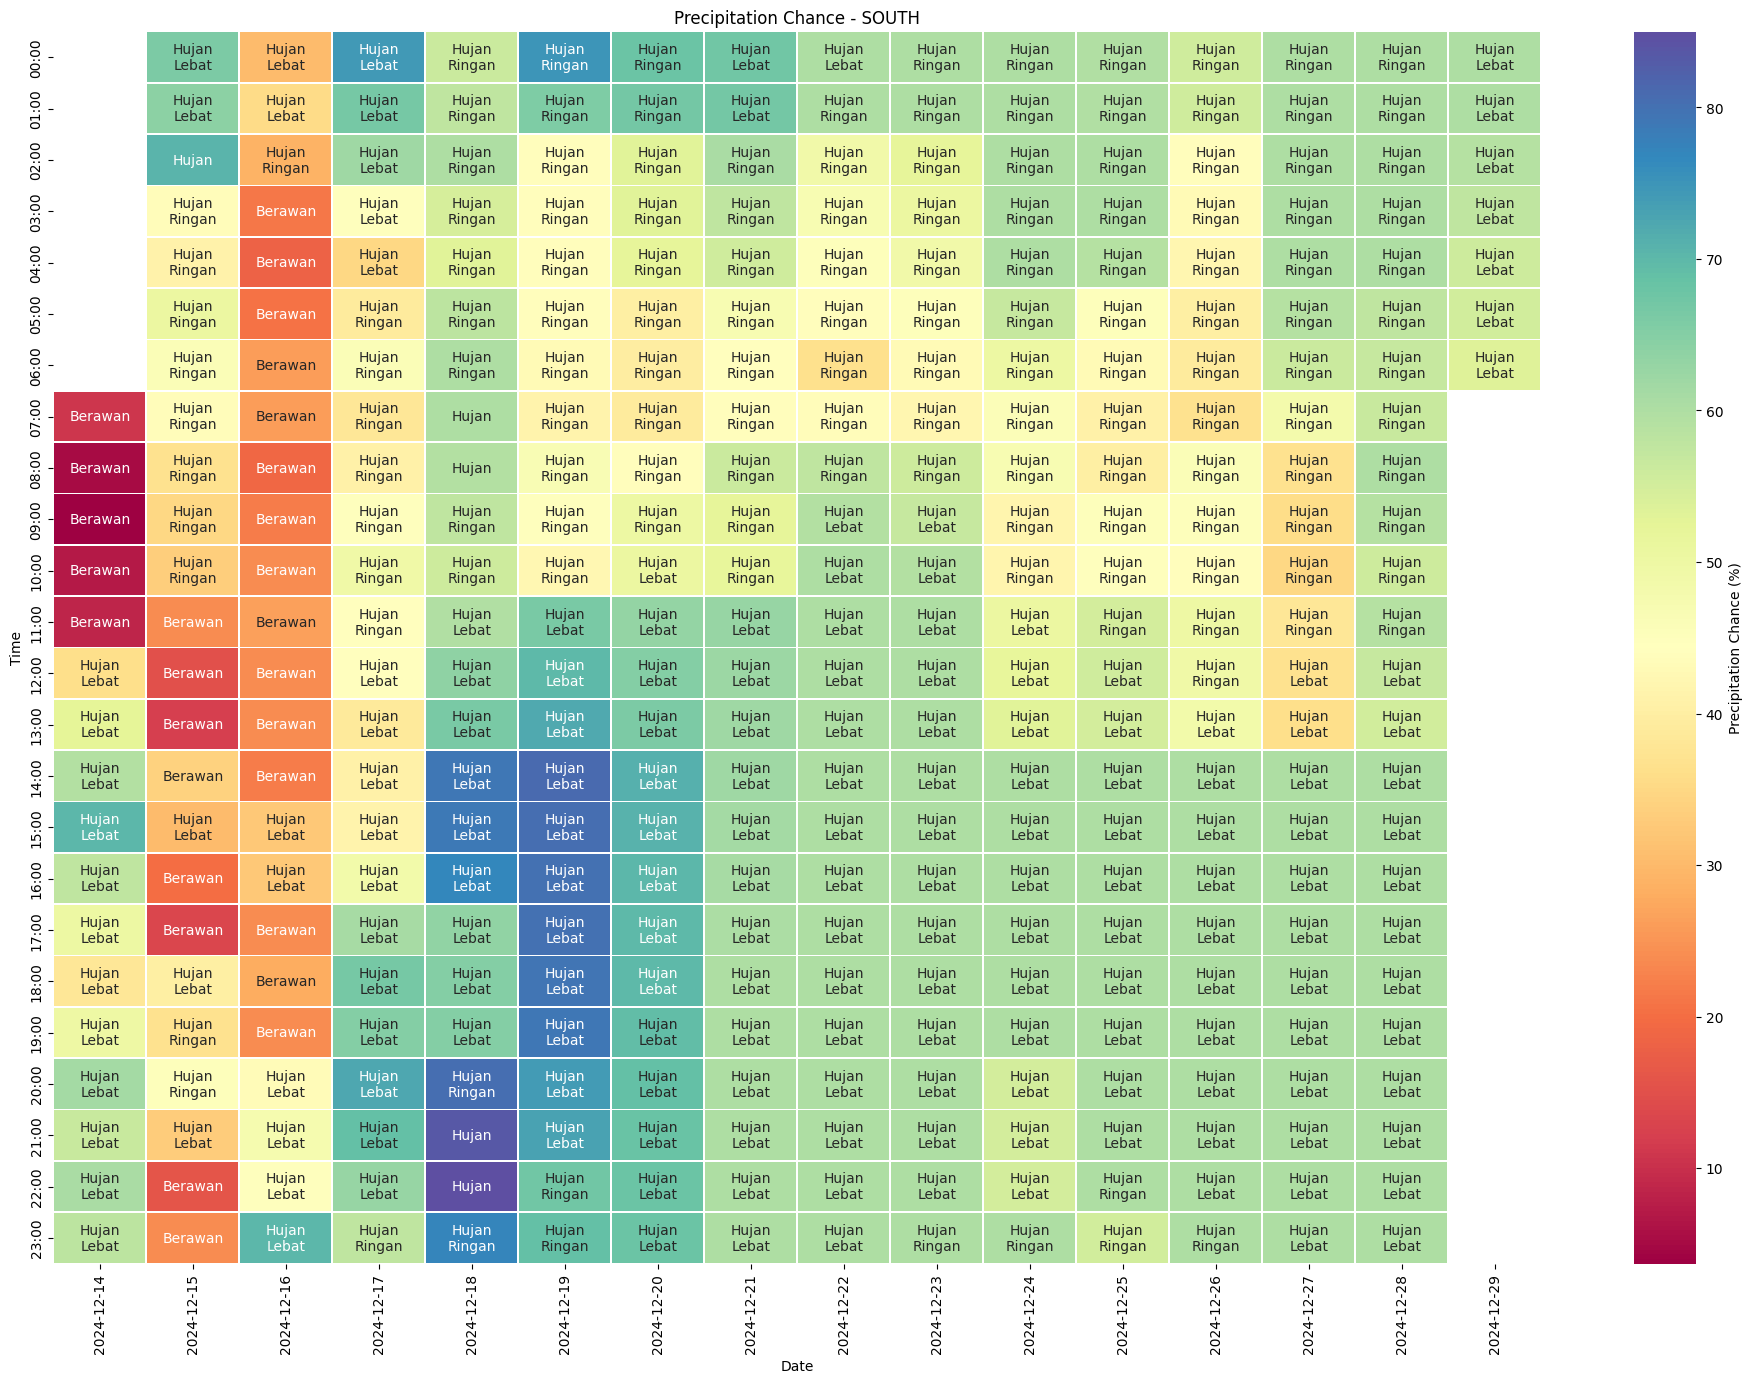 Precipitation Chance - SOUTH
00:00 Hujan Lebat Hujan Lebat Hujan Lebat Hujan Ringan Hujan Ringan Hujan Ringan Hujan Lebat Hujan Lebat Hujan Ringan Hujan Ringan Hujan Ringan Hujan Ringan Hujan Ringan Hujan Ringan Hujan Lebat
01:00 Hujan Lebat Hujan Lebat Hujan Lebat Hujan Ringan Hujan Ringan Hujan Ringan Hujan Lebat Hujan Ringan Hujan Ringan Hujan Ringan Hujan Ringan Hujan Ringan Hujan Ringan Hujan Ringan Hujan Lebat
02:00 Hujan Hujan Ringan Hujan Lebat Hujan Ringan Hujan Ringan Hujan Ringan Hujan Ringan Hujan Ringan Hujan Ringan Hujan Ringan Hujan Ringan Hujan Ringan Hujan Ringan Hujan Ringan Hujan Lebat
03:00 Hujan Ringan Berawan Hujan Lebat Hujan Ringan Hujan Ringan Hujan Ringan Hujan Ringan Hujan Ringan Hujan Ringan Hujan Ringan Hujan Ringan Hujan Ringan Hujan Ringan Hujan Ringan Hujan Lebat
04:00 Hujan Ringan Berawan Hujan Lebat Hujan Ringan Hujan Ringan Hujan Ringan Hujan Ringan Hujan Ringan Hujan Ringan Hujan Ringan Hujan Ringan Hujan Ringan Hujan Ringan Hujan Ringan Hujan Lebat
05:00 Hujan Ringan Berawan Hujan Ringan Hujan Ringan Hujan Ringan Hujan Ringan Hujan Ringan Hujan Ringan Hujan Ringan Hujan Ringan Hujan Ringan Hujan Ringan Hujan Ringan Hujan Ringan Hujan Lebat
06:00 Hujan Ringan Berawan Hujan Ringan Hujan Ringan Hujan Ringan Hujan Ringan Hujan Ringan Hujan Ringan Hujan Ringan Hujan Ringan Hujan Ringan Hujan Ringan Hujan Ringan Hujan Ringan Hujan Lebat
07:00 Berawan Hujan Ringan Berawan Hujan Ringan Hujan Hujan Ringan Hujan Ringan Hujan Ringan Hujan Ringan Hujan Ringan Hujan Ringan Hujan Ringan Hujan Ringan Hujan Ringan Hujan Ringan
08:00 Berawan Hujan Ringan Berawan Hujan Ringan Hujan Hujan Ringan Hujan Ringan Hujan Ringan Hujan Ringan Hujan Ringan Hujan Ringan Hujan Ringan Hujan Ringan Hujan Ringan Hujan Ringan
09:00 Berawan Hujan Ringan Berawan Hujan Ringan Hujan Ringan Hujan Ringan Hujan Ringan Hujan Ringan Hujan Lebat Hujan Lebat Hujan Ringan Hujan Ringan Hujan Ringan Hujan Ringan Hujan Ringan
10:00 Berawan Hujan Ringan Berawan Hujan Ringan Hujan Ringan Hujan Ringan Hujan Lebat Hujan Ringan Hujan Lebat Hujan Lebat Hujan Ringan Hujan Ringan Hujan Ringan Hujan Ringan Hujan Ringan
11:00 Berawan Berawan Berawan Hujan Ringan Hujan Lebat Hujan Lebat Hujan Lebat Hujan Lebat Hujan Lebat Hujan Lebat Hujan Lebat Hujan Ringan Hujan Ringan Hujan Ringan Hujan Ringan
12:00 Hujan Lebat Berawan Berawan Hujan Lebat Hujan Lebat Hujan Lebat Hujan Lebat Hujan Lebat Hujan Lebat Hujan Lebat Hujan Lebat Hujan Lebat Hujan Ringan Hujan Lebat Hujan Lebat
13:00 Hujan Lebat Berawan Berawan Hujan Lebat Hujan Lebat Hujan Lebat Hujan Lebat Hujan Lebat Hujan Lebat Hujan Lebat Hujan Lebat Hujan Lebat Hujan Lebat Hujan Lebat Hujan Lebat
14:00 Hujan Lebat Berawan Berawan Hujan Lebat Hujan Lebat Hujan Lebat Hujan Lebat Hujan Lebat Hujan Lebat Hujan Lebat Hujan Lebat Hujan Lebat Hujan Lebat Hujan Lebat Hujan Lebat
15:00 Hujan Lebat Hujan Lebat Hujan Lebat Hujan Lebat Hujan Lebat Hujan Lebat Hujan Lebat Hujan Lebat Hujan Lebat Hujan Lebat Hujan Lebat Hujan Lebat Hujan Lebat Hujan Lebat Hujan Lebat
16:00 Hujan Lebat Berawan Hujan Lebat Hujan Lebat Hujan Lebat Hujan Lebat Hujan Lebat Hujan Lebat Hujan Lebat Hujan Lebat Hujan Lebat Hujan Lebat Hujan Lebat Hujan Lebat Hujan Lebat
17:00 Hujan Lebat Berawan Berawan Hujan Lebat Hujan Lebat Hujan Lebat Hujan Lebat Hujan Lebat Hujan Lebat Hujan Lebat Hujan Lebat Hujan Lebat Hujan Lebat Hujan Lebat Hujan Lebat
18:00 Hujan Lebat Hujan Lebat Berawan Hujan Lebat Hujan Lebat Hujan Lebat Hujan Lebat Hujan Lebat Hujan Lebat Hujan Lebat Hujan Lebat Hujan Lebat Hujan Lebat Hujan Lebat Hujan Lebat
19:00 Hujan Lebat Hujan Ringan Berawan Hujan Lebat Hujan Lebat Hujan Lebat Hujan Lebat Hujan Lebat Hujan Lebat Hujan Lebat Hujan Lebat Hujan Lebat Hujan Lebat Hujan Lebat Hujan Lebat
20:00 Hujan Lebat Hujan Ringan Hujan Lebat Hujan Lebat Hujan Ringan Hujan Lebat Hujan Lebat Hujan Lebat Hujan Lebat Hujan Lebat Hujan Lebat Hujan Lebat Hujan Lebat Hujan Lebat Hujan Lebat
21:00 Hujan Lebat Hujan Lebat Hujan Lebat Hujan Lebat Hujan Hujan Lebat Hujan Lebat Hujan Lebat Hujan Lebat Hujan Lebat Hujan Lebat Hujan Lebat Hujan Lebat Hujan Lebat Hujan Lebat
22:00 Hujan Lebat Berawan Hujan Lebat Hujan Lebat Hujan Hujan Ringan Hujan Lebat Hujan Lebat Hujan Lebat Hujan Lebat Hujan Lebat Hujan Ringan Hujan Lebat Hujan Lebat Hujan Lebat
23:00 Hujan Lebat Berawan Hujan Lebat Hujan Ringan Hujan Ringan Hujan Ringan Hujan Lebat Hujan Lebat Hujan Lebat Hujan Ringan Hujan Ringan Hujan Ringan Hujan Ringan Hujan Lebat Hujan Lebat
Time
2024-12-14
2024-12-15
2024-12-16
2024-12-17
2024-12-18
2024-12-19
2024-12-20
2024-12-21
2024-12-22
2024-12-23
2024-12-24
2024-12-25
2024-12-26
2024-12-27
2024-12-28
2024-12-29
Date
80
70
60
50
40
30
20
10
Precipitation Chance (%)